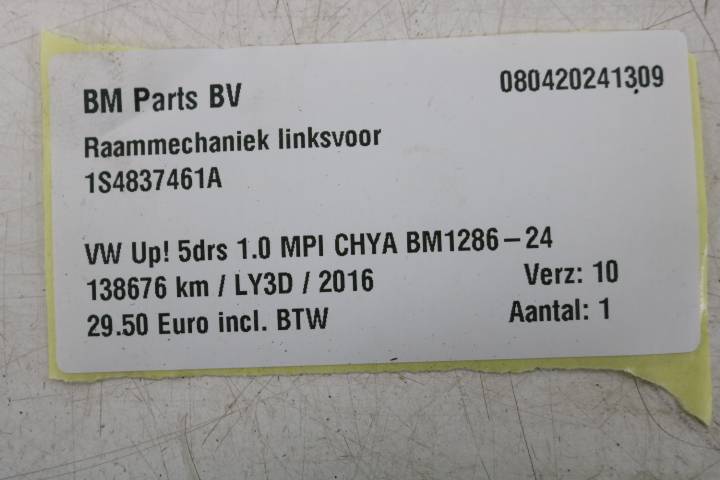 BM Parts BV 080420241309
Raammechaniek linksvoor
1S4837461A
VW Up! 5drs 1.0 MPI CHYA BM1286-24
138676 km / LY3D / 2016 Verz: 10
29.50 Euro incl. BTW Aantal: 1